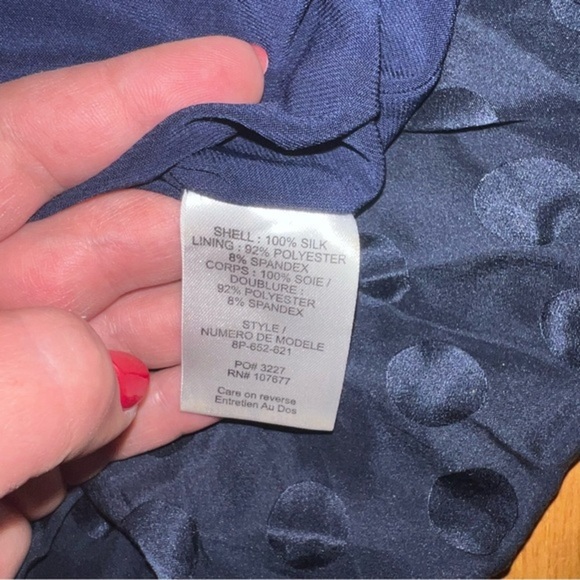 SHELL : 100% SILK
LINING : 92% POLYESTER
8% SPANDEX
CORPS : 100% SOIE /
DOUBLURE :
92% POLYESTER
8% SPANDEX
STYLE /
NUMERO DE MODELE
8P-652-621
PO# 3227
RN# 107677
Care on reverse
Entretien Au Dos